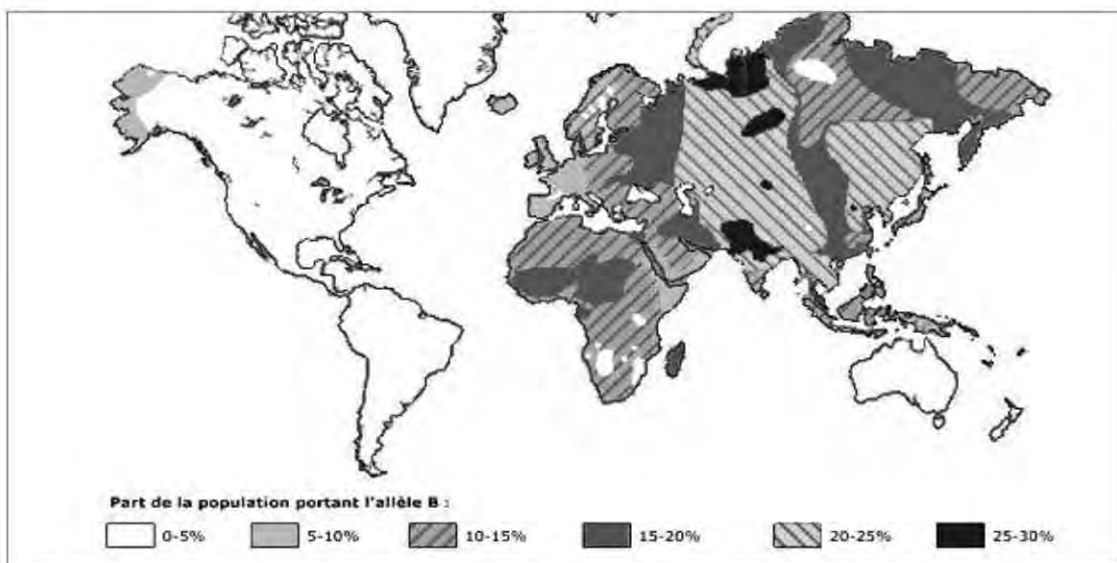 Part de la population portant l'allèle B :
0-5% 5-10% 10-15% 15-20% 20-25% 25-30%